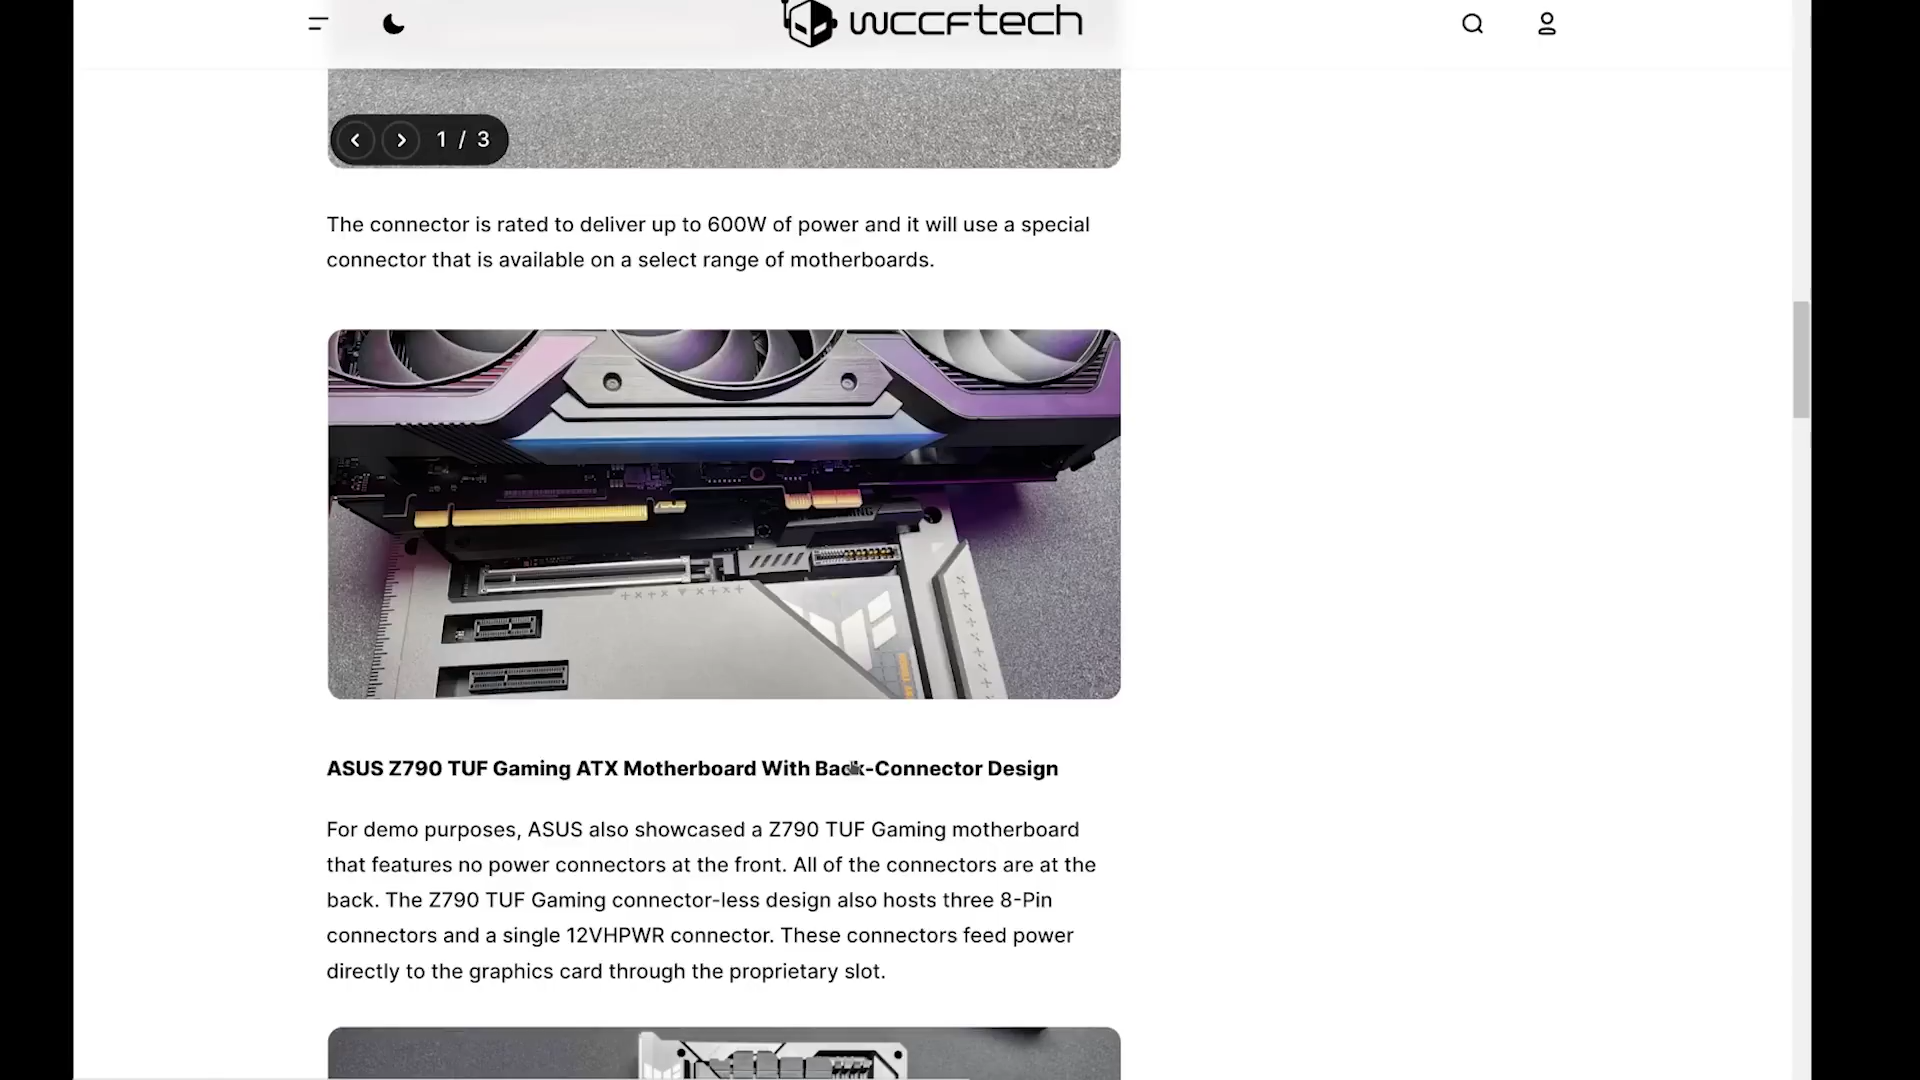 wccftech
1 / 3
The connector is rated to deliver up to 600W of power and it will use a special
connector that is available on a select range of motherboards.
ASUS Z790 TUF Gaming ATX Motherboard With Back-Connector Design
For demo purposes, ASUS also showcased a Z790 TUF Gaming motherboard
that features no power connectors at the front. All of the connectors are at the
back. The Z790 TUF Gaming connector-less design also hosts three 8-Pin
connectors and a single 12VHPWR connector. These connectors feed power
directly to the graphics card through the proprietary slot.